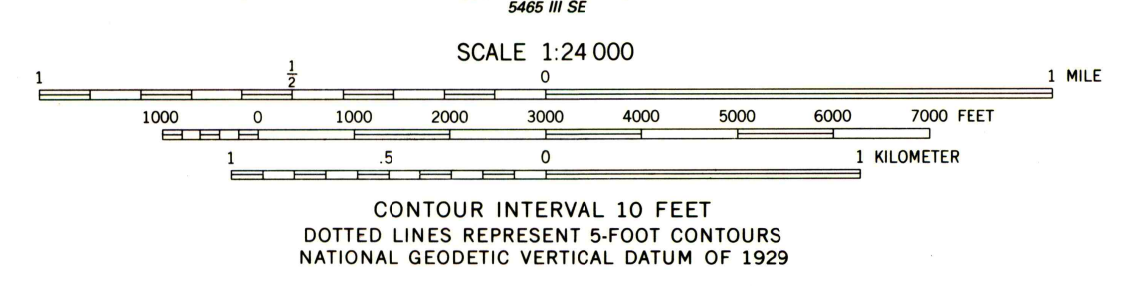 5465 III SE
SCALE 1:24 000
1 1/2 0 1 MILE
1000 0 1000 2000 3000 4000 5000 6000 7000 FEET
1 .5 0 1 KILOMETER
CONTOUR INTERVAL 10 FEET
DOTTED LINES REPRESENT 5-FOOT CONTOURS
NATIONAL GEODETIC VERTICAL DATUM OF 1929